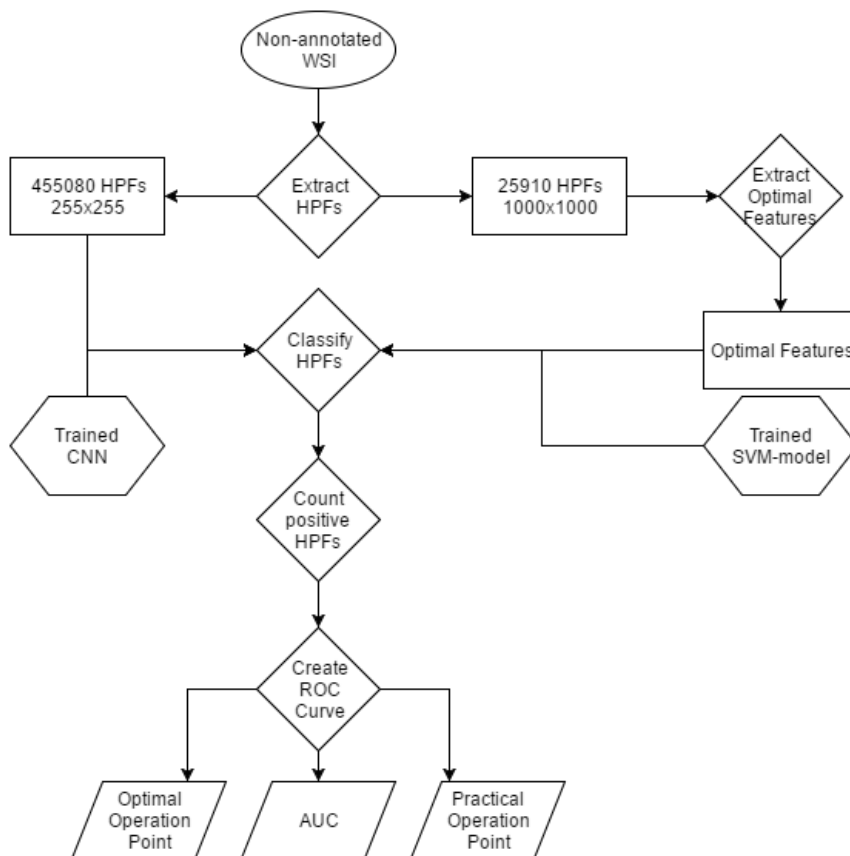 Non-annotated
WSI
455080 HPFs
255x255
Extract
HPFs
25910 HPFs
1000x1000
Extract
Optimal
Features
Classify
HPFs
Optimal Features
Trained
CNN
Trained
SVM-model
Count
positive
HPFs
Create
ROC
Curve
Optimal
Operation
Point
AUC
Practical
Operation
Point